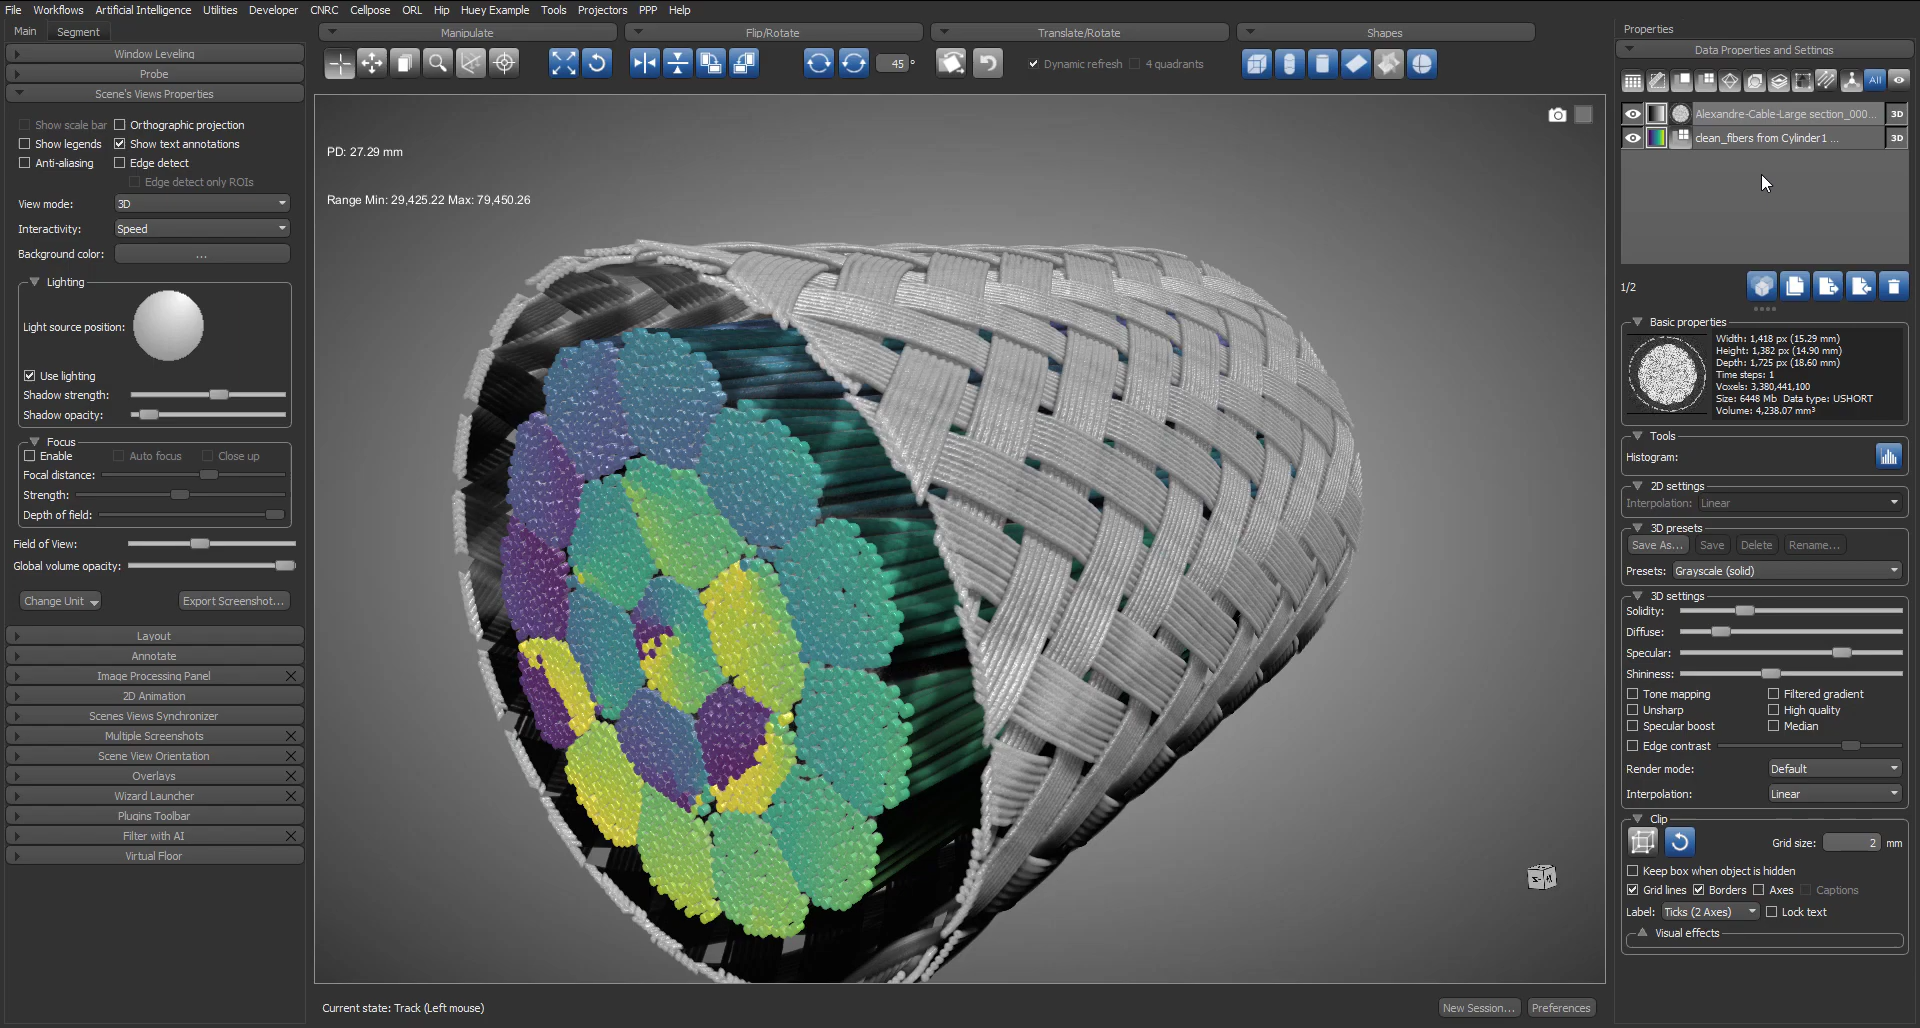 File Workflows Artificial Intelligence Utilities Developer CNRC Cellpose ORL Hip Huey Example Tools Projectors PPP Help
Main Segment
Window Leveling
Probe
Scene's Views Properties
Show scale bar Orthographic projection
Show legends Show text annotations
Anti-aliasing Edge detect
Edge detect only ROIs
View mode: 3D
Interactivity: Speed
Background color: ...
Lighting
Light source position:
Use lighting
Shadow strength:
Shadow opacity:
Focus
Enable Auto focus Close up
Focal distance:
Strength:
Depth of field:
Field of View:
Global volume opacity:
Change Unit Export Screenshot...
Layout
Annotate
Image Processing Panel
2D Animation
Scenes Views Synchronizer
Multiple Screenshots
Scene View Orientation
Overlays
Wizard Launcher
Plugins Toolbar
Filter with AI
Virtual Floor
Manipulate Flip/Rotate Translate/Rotate Shapes
45 ° Dynamic refresh 4 quadrants
PD: 27.29 mm
Range Min: 29,425.22 Max: 79,450.26
Current state: Track (Left mouse)
New Session... Preferences
Properties
Data Properties and Settings
All
Alexandre-Cable-Large section_000... 3D
clean_fibers from Cylinder1 ... 3D
1/2
Basic properties
Width: 1,418 px (15.29 mm)
Height: 1,382 px (14.90 mm)
Depth: 1,725 px (18.60 mm)
Time steps: 1
Voxels: 3,380,441,100
Size: 6448 Mb Data type: USHORT
Volume: 4,238.07 mm³
Tools
Histogram:
2D settings
Interpolation: Linear
3D presets
Save As... Save Delete Rename...
Presets: Grayscale (solid)
3D settings
Solidity:
Diffuse:
Specular:
Shininess:
Tone mapping Filtered gradient
Unsharp High quality
Specular boost Median
Edge contrast
Render mode: Default
Interpolation: Linear
Clip
Grid size: 2 mm
Keep box when object is hidden
Grid lines Borders Axes Captions
Label: Ticks (2 Axes) Lock text
Visual effects